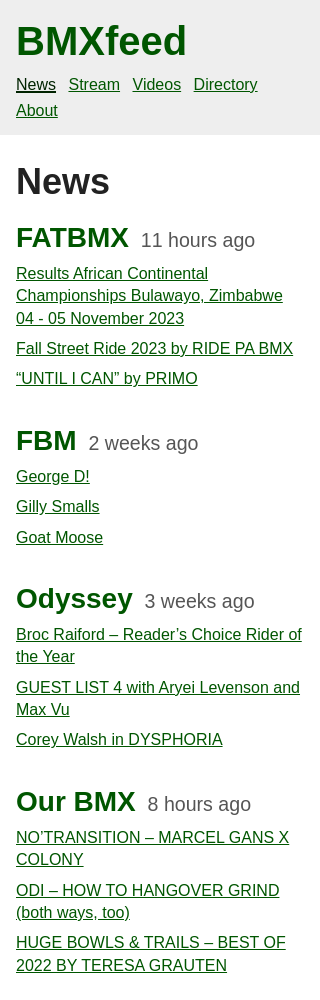 BMXfeed
News Stream Videos Directory
About
News
FATBMX 11 hours ago
Results African Continental
Championships Bulawayo, Zimbabwe
04 - 05 November 2023
Fall Street Ride 2023 by RIDE PA BMX
“UNTIL I CAN” by PRIMO
FBM 2 weeks ago
George D!
Gilly Smalls
Goat Moose
Odyssey 3 weeks ago
Broc Raiford – Reader’s Choice Rider of
the Year
GUEST LIST 4 with Aryei Levenson and
Max Vu
Corey Walsh in DYSPHORIA
Our BMX 8 hours ago
NO’TRANSITION – MARCEL GANS X
COLONY
ODI – HOW TO HANGOVER GRIND
(both ways, too)
HUGE BOWLS & TRAILS – BEST OF
2022 BY TERESA GRAUTEN